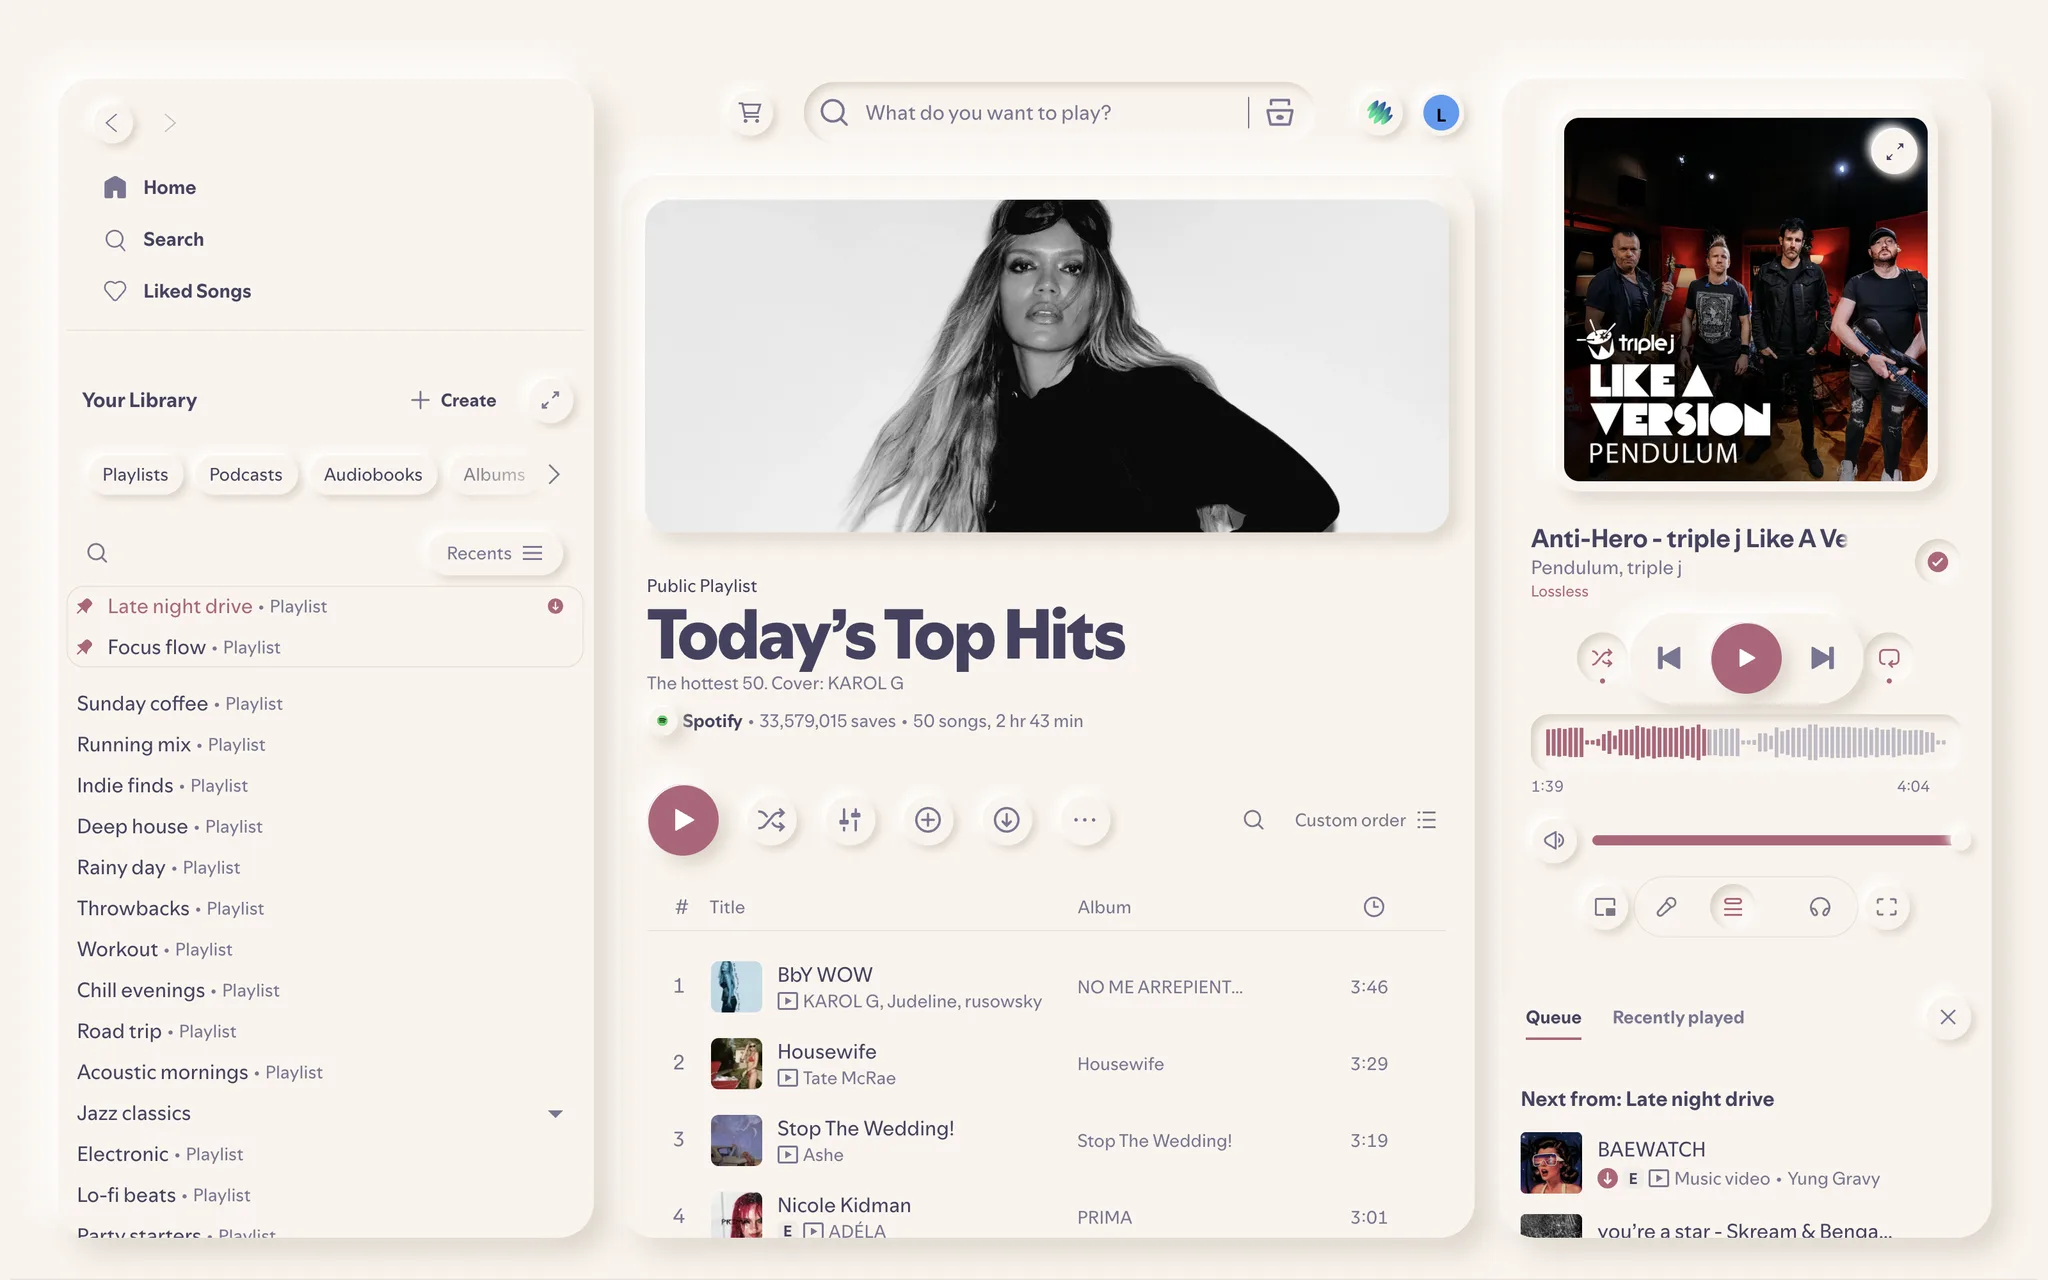 What do you want to play?
L
Home
Search
Liked Songs
Your Library
Create
Playlists
Podcasts
Audiobooks
Albums
Recents
Late night drive • Playlist
Focus flow • Playlist
Sunday coffee • Playlist
Running mix • Playlist
Indie finds • Playlist
Deep house • Playlist
Rainy day • Playlist
Throwbacks • Playlist
Workout • Playlist
Chill evenings • Playlist
Road trip • Playlist
Acoustic mornings • Playlist
Jazz classics
Electronic • Playlist
Lo-fi beats • Playlist
Party starters • Playlist
Public Playlist
Today's Top Hits
The hottest 50. Cover: KAROL G
Spotify • 33,579,015 saves • 50 songs, 2 hr 43 min
Custom order
# Title Album
1 BbY WOW NO ME ARREPIENT... 3:46
KAROL G, Judeline, rusowsky
2 Housewife Housewife 3:29
Tate McRae
3 Stop The Wedding! Stop The Wedding! 3:19
Ashe
4 Nicole Kidman PRIMA 3:01
E ADÉLA
triple j
LIKE A
VERSION
PENDULUM
Anti-Hero - triple j Like A Ve
Pendulum, triple j
Lossless
1:39 4:04
Queue Recently played
Next from: Late night drive
BAEWATCH
E Music video • Yung Gravy
you're a star - Skream & Benga...